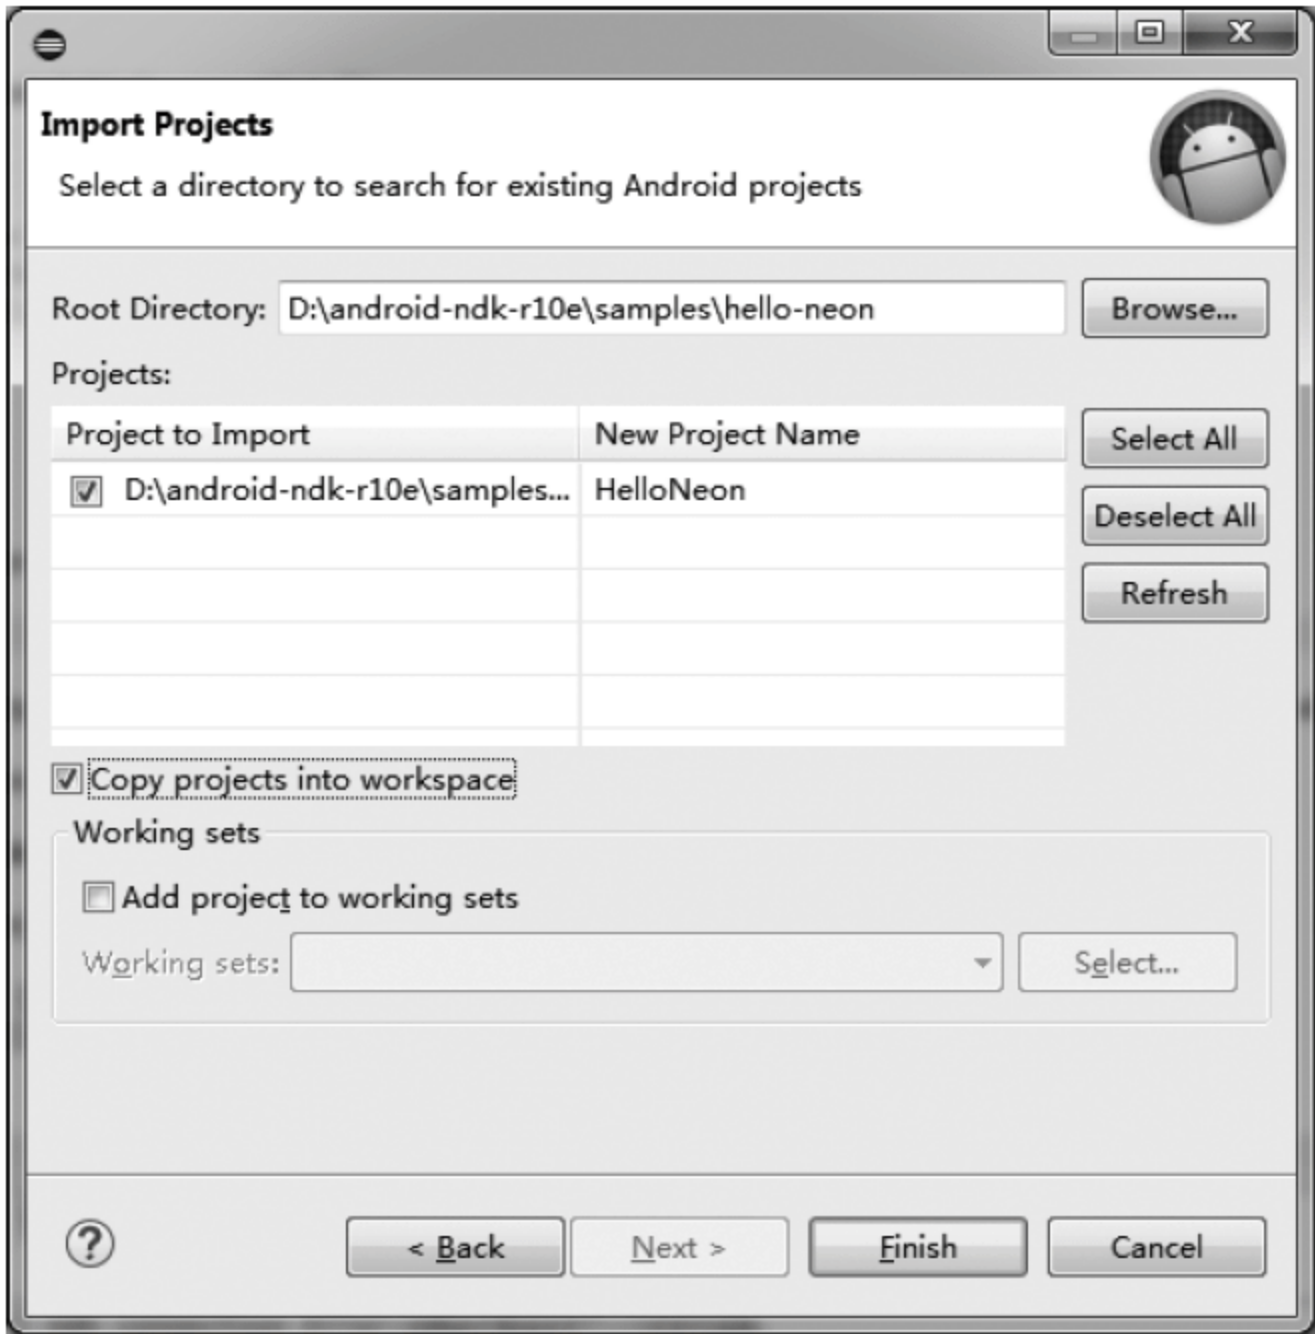 Import Projects
Select a directory to search for existing Android projects
Root Directory: D:\android-ndk-r10e\samples\hello-neon Browse...
Projects:
Project to Import New Project Name Select All
D:\android-ndk-r10e\samples... HelloNeon
Deselect All
Refresh
Copy projects into workspace
Working sets
Add project to working sets
Working sets: Select...
? < Back Next > Finish Cancel